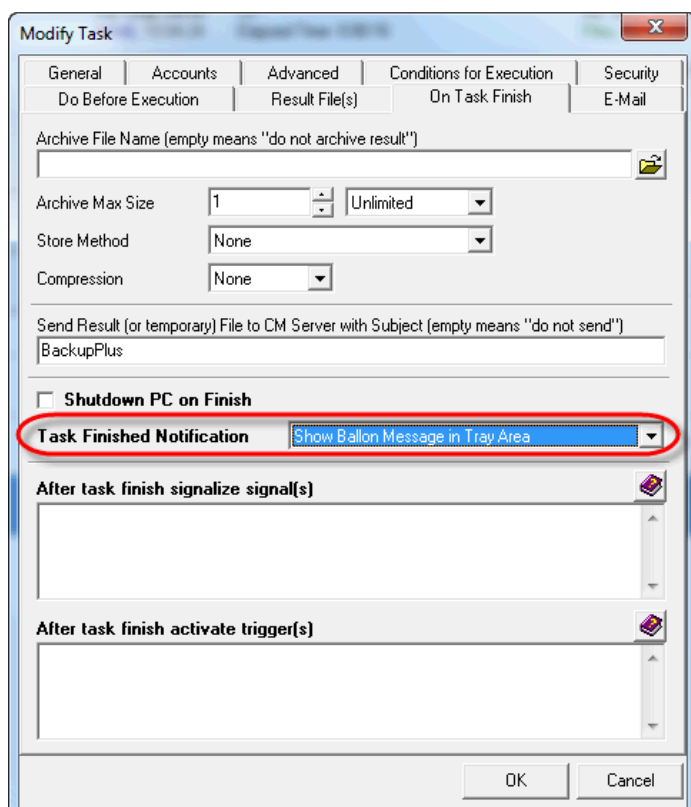 Modify Task
General Accounts Advanced Conditions for Execution Security
Do Before Execution Result File(s) On Task Finish E-Mail
Archive File Name (empty means "do not archive result")
Archive Max Size 1 Unlimited
Store Method None
Compression None
Send Result (or temporary) File to CM Server with Subject (empty means "do not send")
BackupPlus
Shutdown PC on Finish
Task Finished Notification Show Ballon Message in Tray Area
After task finish signalize signal(s)
After task finish activate trigger(s)
OK Cancel